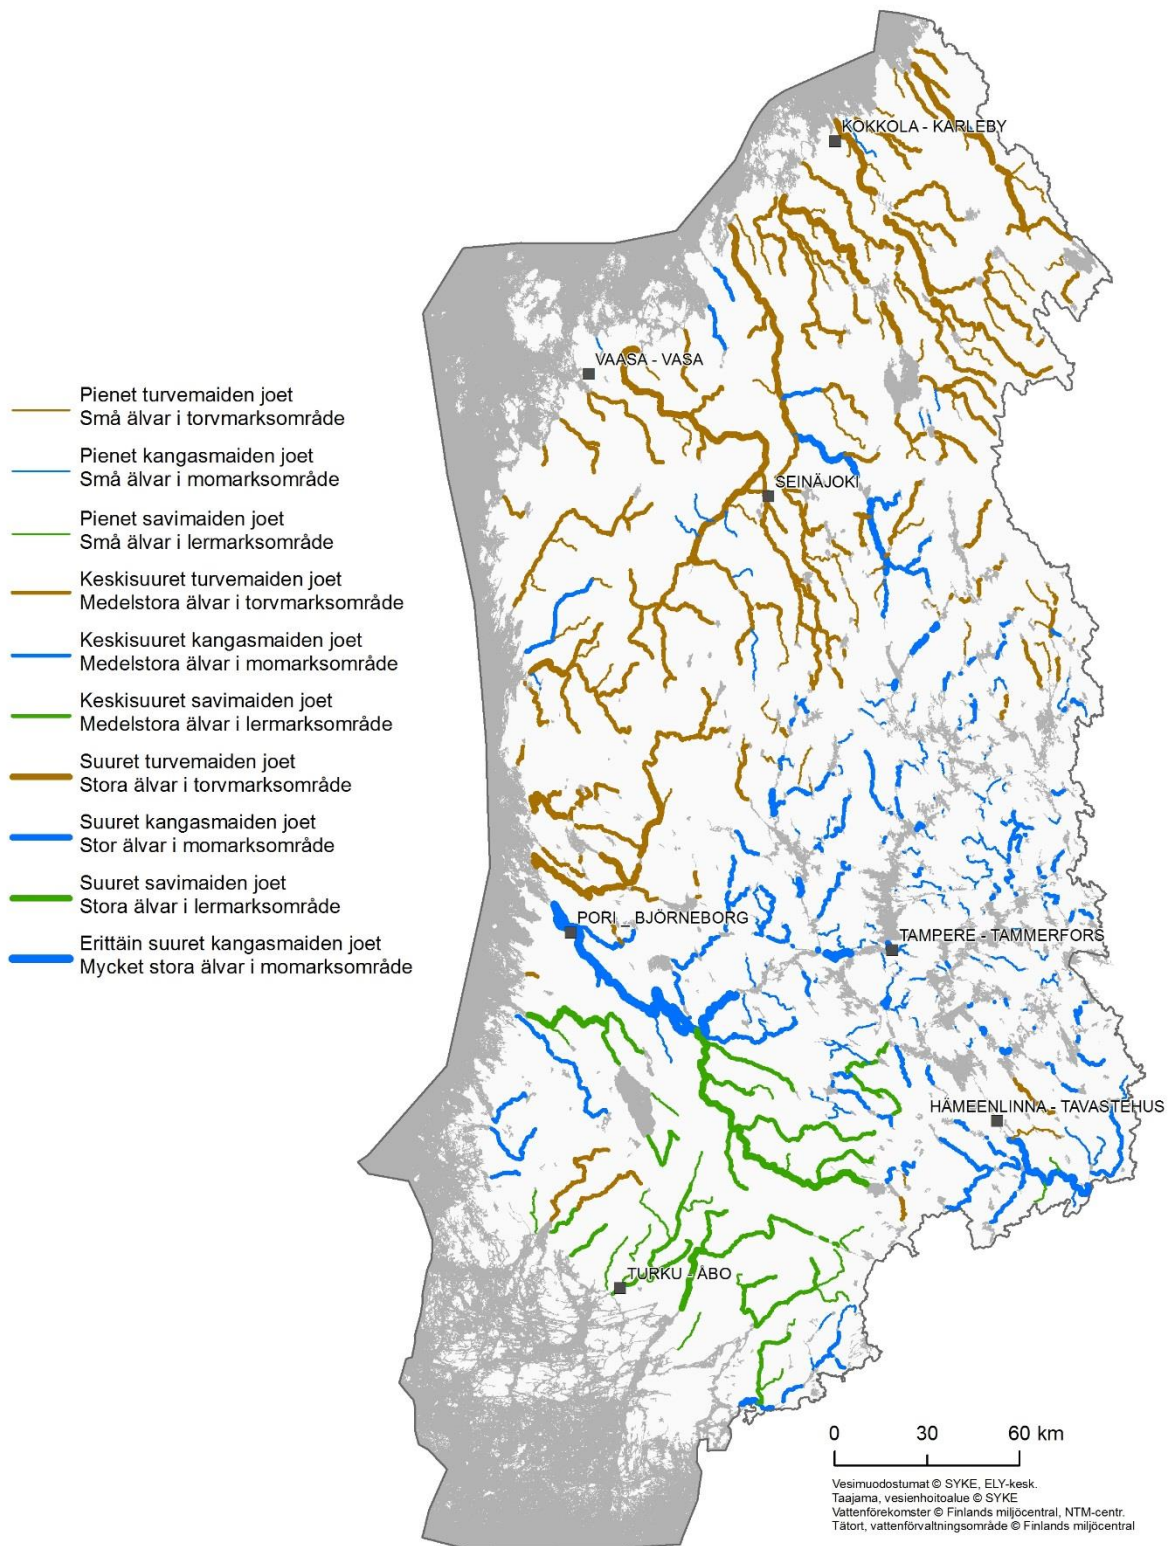 KOKKOLA - KARLEBY
VAASA - VASA
SEINÄJOKI
PORI _ BJÖRNEBORG
TAMPERE - TAMMERFORS
HÄMEENLINNA - TAVASTEHUS
TURKU - ÅBO
Pienet turvemaiden joet
Små älvar i torvmarksområde
Pienet kangasmaiden joet
Små älvar i momarksområde
Pienet savimaiden joet
Små älvar i lermarksområde
Keskisuuret turvemaiden joet
Medelstora älvar i torvmarksområde
Keskisuuret kangasmaiden joet
Medelstora älvar i momarksområde
Keskisuuret savimaiden joet
Medelstora älvar i lermarksområde
Suuret turvemaiden joet
Stora älvar i torvmarksområde
Suuret kangasmaiden joet
Stor älvar i momarksområde
Suuret savimaiden joet
Stora älvar i lermarksområde
Erittäin suuret kangasmaiden joet
Mycket stora älvar i momarksområde
0 30 60 km
Vesimuodostumat © SYKE, ELY-kesk.
Taajama, vesienhoitoalue © SYKE
Vattenförekomster © Finlands miljöcentral, NTM-centr.
Tätort, vattenförvaltningsområde © Finlands miljöcentral